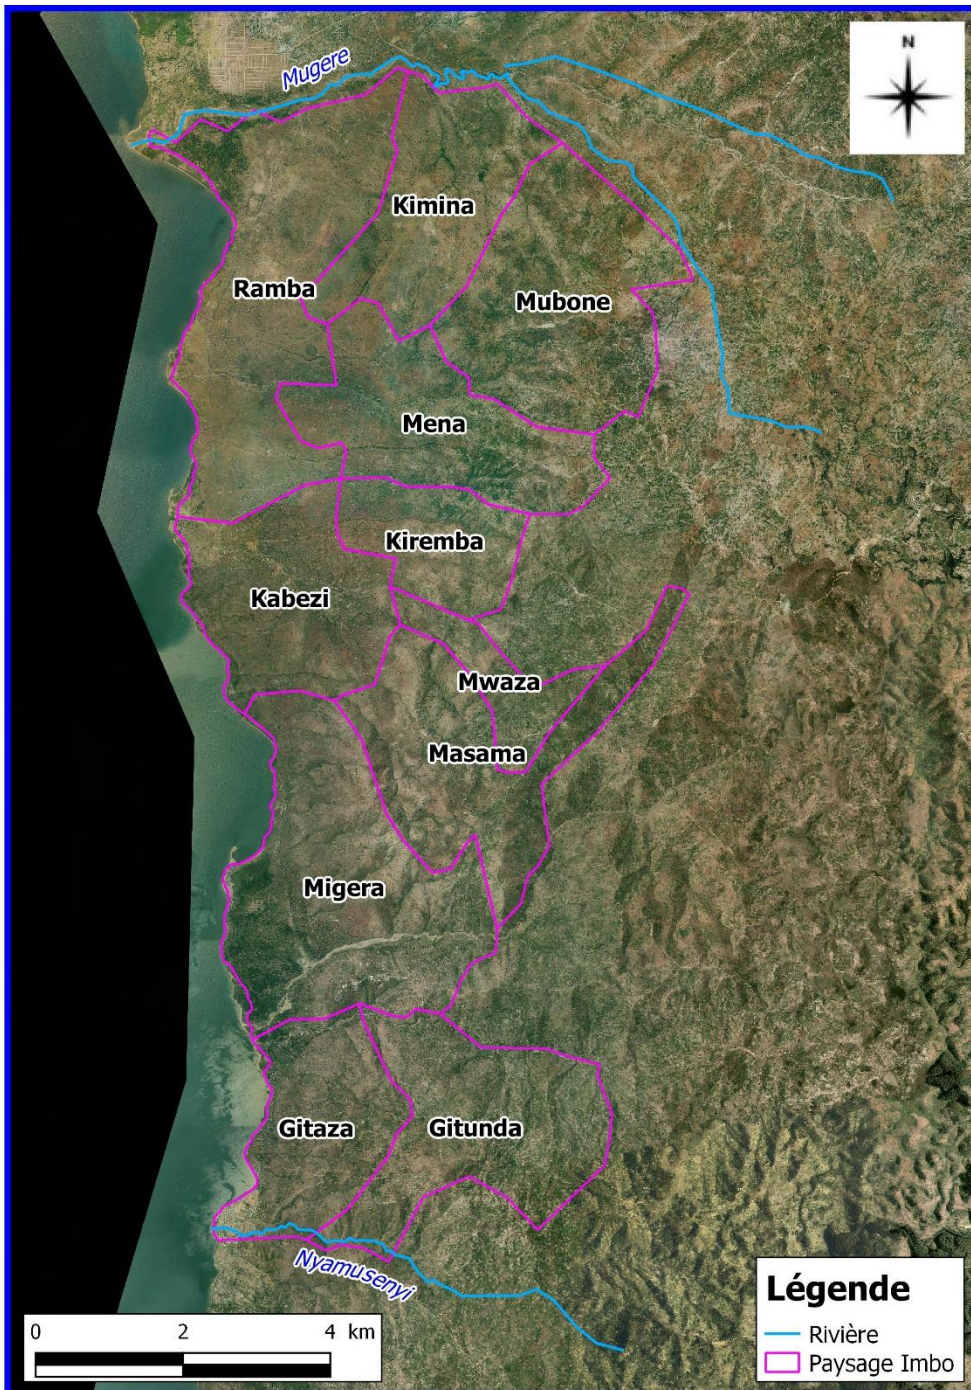 N
Mugere
Kimina
Ramba
Mubone
Mena
Kiremba
Kabezi
Mwaza
Masama
Migera
Gitaza
Gitunda
Nyamusenyi
Légende
Rivière
Paysage Imbo
0 2 4 km